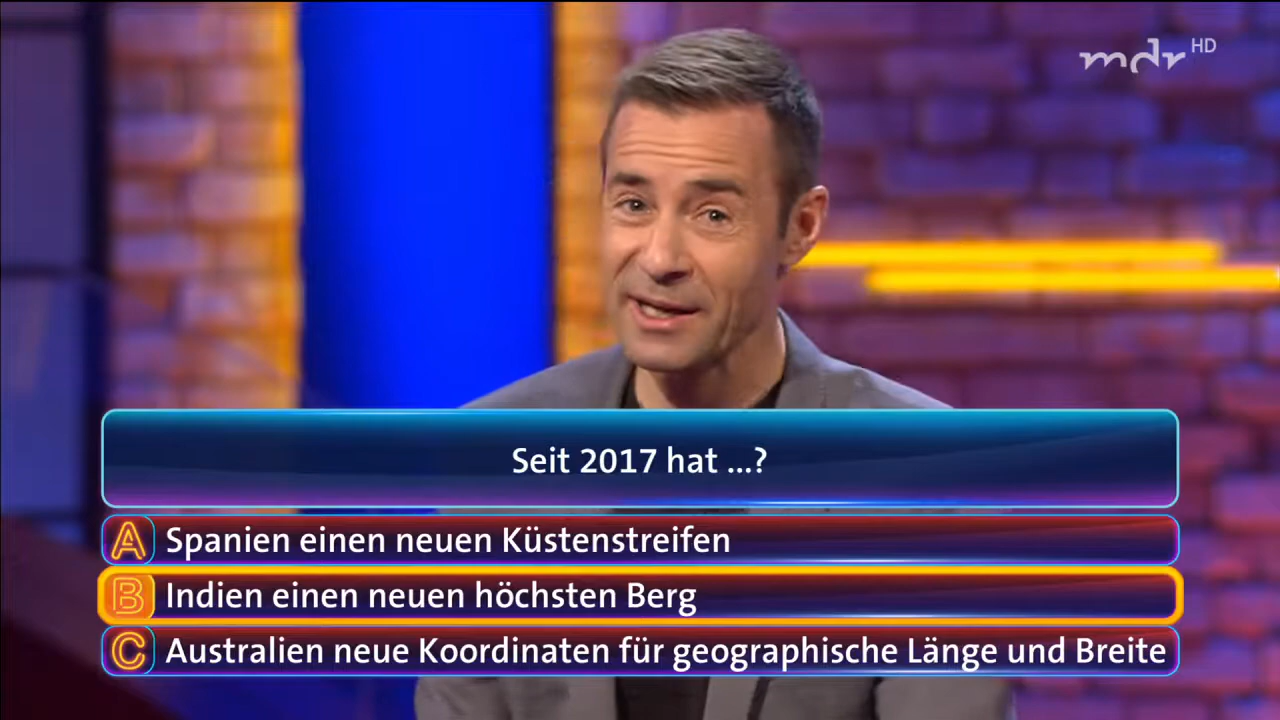 mdr HD
Seit 2017 hat ...?
A Spanien einen neuen Küstenstreifen
B Indien einen neuen höchsten Berg
C Australien neue Koordinaten für geographische Länge und Breite